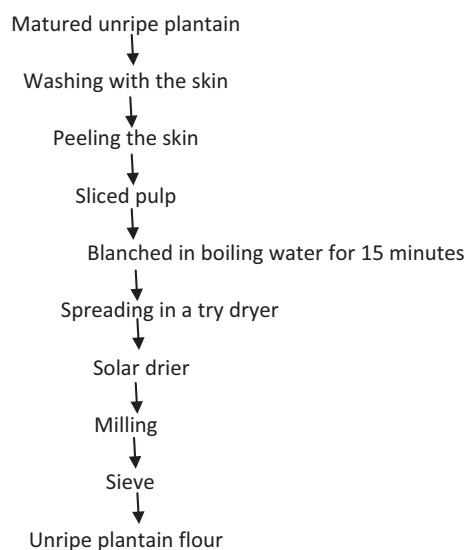 Matured unripe plantain
Washing with the skin
Peeling the skin
Sliced pulp
Blanched in boiling water for 15 minutes
Spreading in a try dryer
Solar drier
Milling
Sieve
Unripe plantain flour